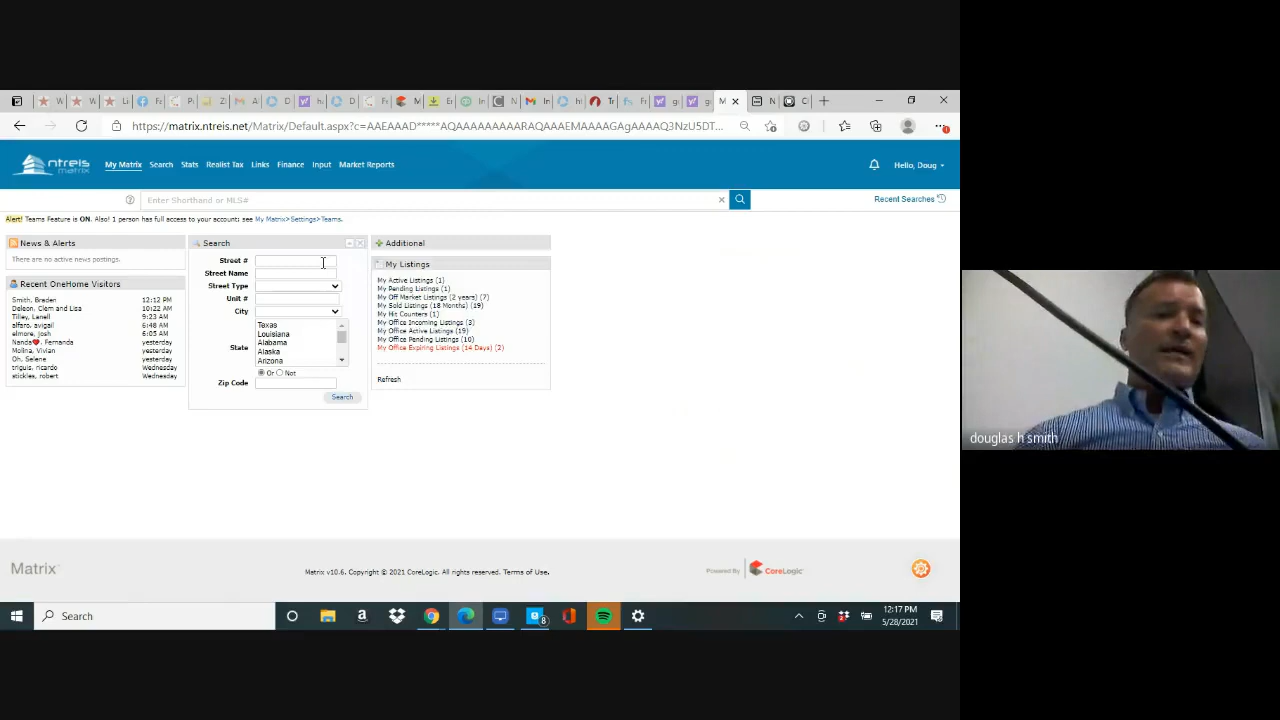 https://matrix.ntreis.net/Matrix/Default.aspx?c=AAEAAAD*****AQAAAAAAAAARAQAAAEMAAAAGAgAAAAQ3NzU5DT...
ntreis
matrix
My Matrix
Search
Stats
Realist Tax
Links
Finance
Input
Market Reports
Hello, Doug
Enter Shorthand or MLS#
Recent Searches
Alert! Teams Feature is ON. Also! 1 person has full access to your account: see My Matrix>Settings>Teams.
News & Alerts
There are no active news postings.
Recent OneHome Visitors
Smith, Braden 12:12 PM
Deleon, Clem and Lisa 10:22 AM
Tilley, Lanell 9:23 AM
alfaro, avigail 6:48 AM
elmore, josh 6:05 AM
Nanda, Fernanda yesterday
Molina, Vivian yesterday
Oh, Selene yesterday
triguis, ricardo Wednesday
stickles, robert Wednesday
Search
Street #
Street Name
Street Type
Unit #
City
State
Texas
Louisiana
Alabama
Alaska
Arizona
Or Not
Zip Code
Search
Additional
My Listings
My Active Listings (1)
My Pending Listings (1)
My Off Market Listings (2 years) (7)
My Sold Listings (18 Months) (19)
My Hit Counters (1)
My Office Incoming Listings (3)
My Office Active Listings (19)
My Office Pending Listings (10)
My Office Expiring Listings (14 Days) (2)
Refresh
douglas h smith
Matrix
Matrix v10.6. Copyright © 2021 CoreLogic. All rights reserved. Terms of Use.
Powered By
CoreLogic
Search
8
12:17 PM
5/28/2021